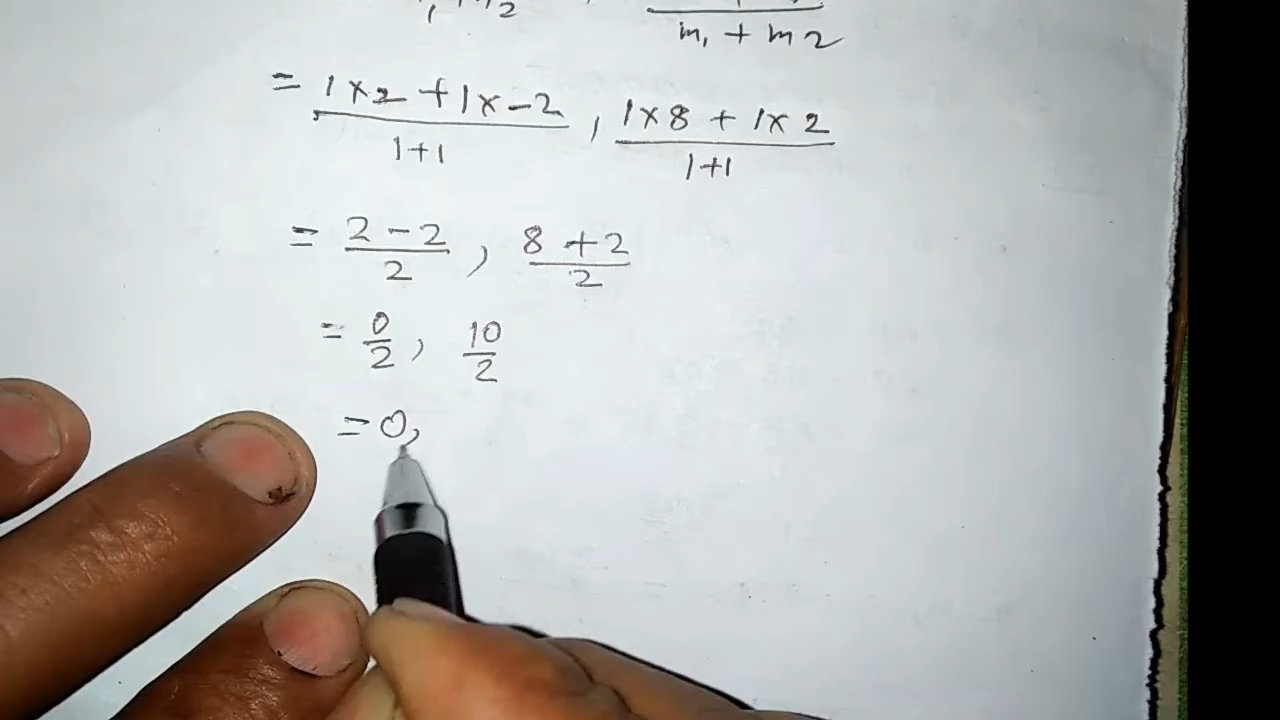 m₁ + m2
= 1×2 + 1×-2 / 1+1 , 1×8 + 1×2 / 1+1
= 2-2 / 2 , 8+2 / 2
= 0/2 , 10/2
= 0,